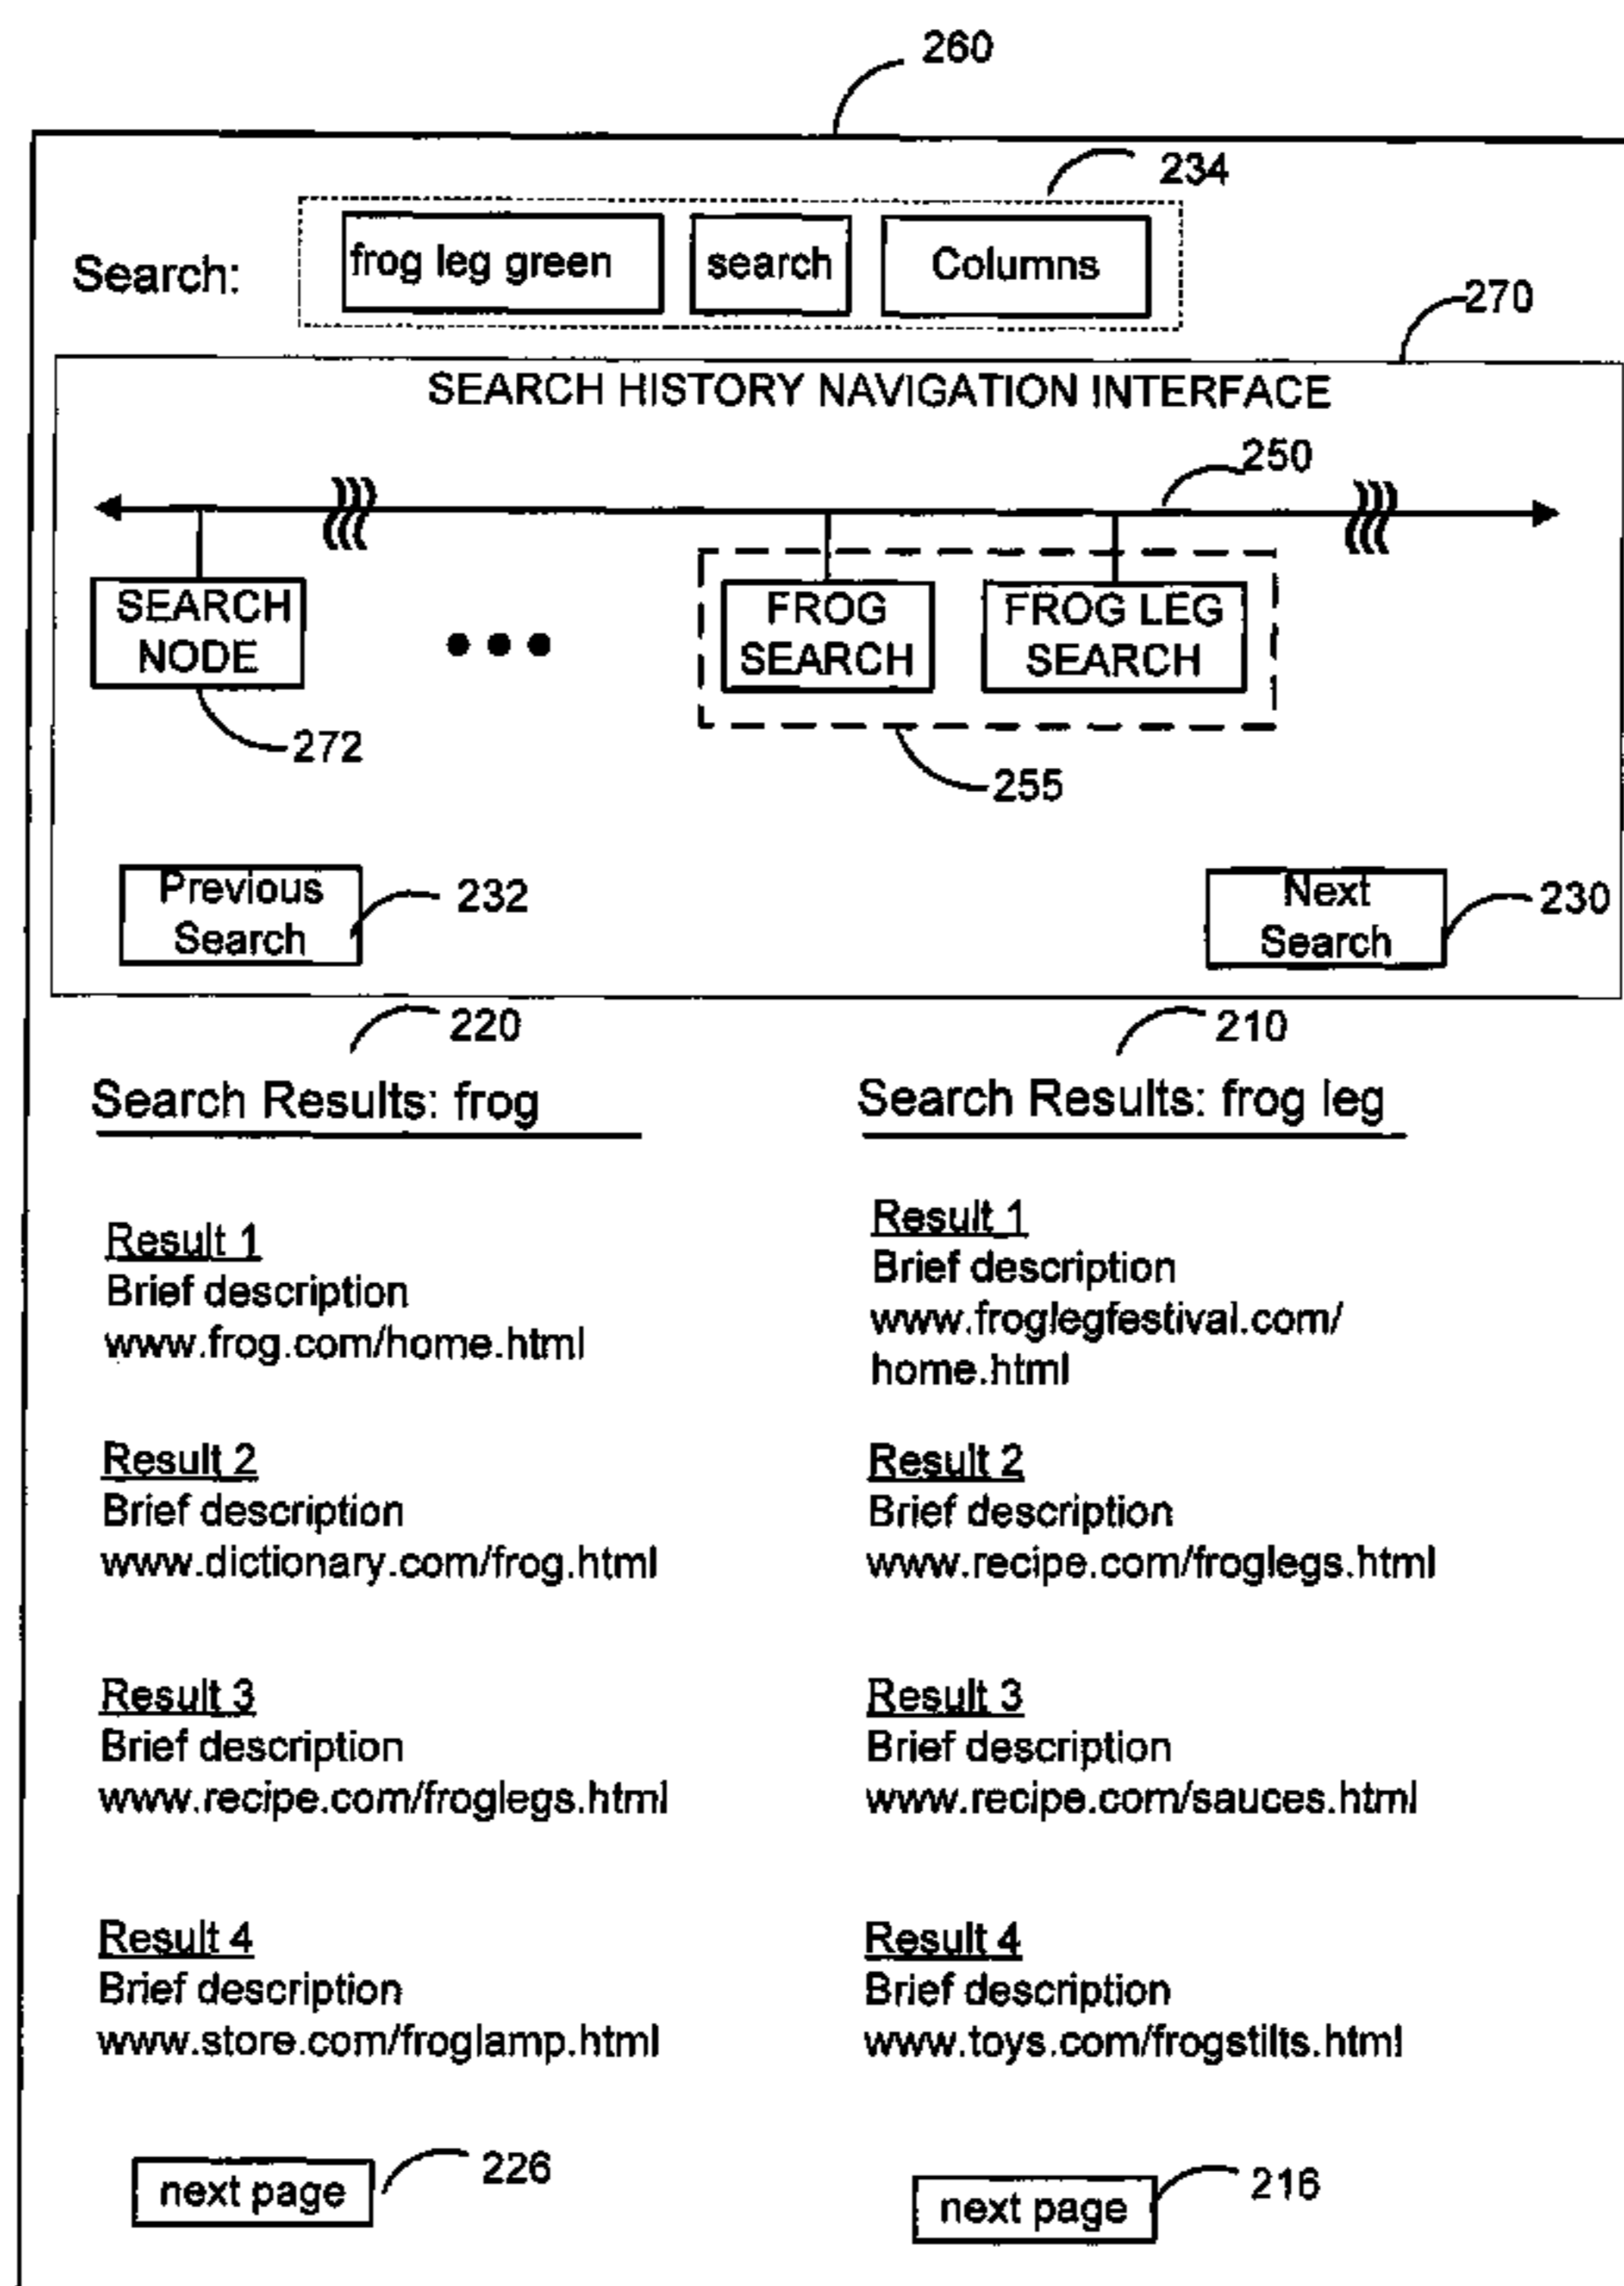 260
234
Search:
frog leg green
search
Columns
270
SEARCH HISTORY NAVIGATION INTERFACE
250
SEARCH
NODE
FROG
SEARCH
FROG LEG
SEARCH
272
255
Previous
Search
232
Next
Search
230
220
210
Search Results: frog
Result 1
Brief description
www.frog.com/home.html
Result 2
Brief description
www.dictionary.com/frog.html
Result 3
Brief description
www.recipe.com/froglegs.html
Result 4
Brief description
www.store.com/froglamp.html
next page
226
Search Results: frog leg
Result 1
Brief description
www.froglegfestival.com/
home.html
Result 2
Brief description
www.recipe.com/froglegs.html
Result 3
Brief description
www.recipe.com/sauces.html
Result 4
Brief description
www.toys.com/frogstilts.html
next page
216